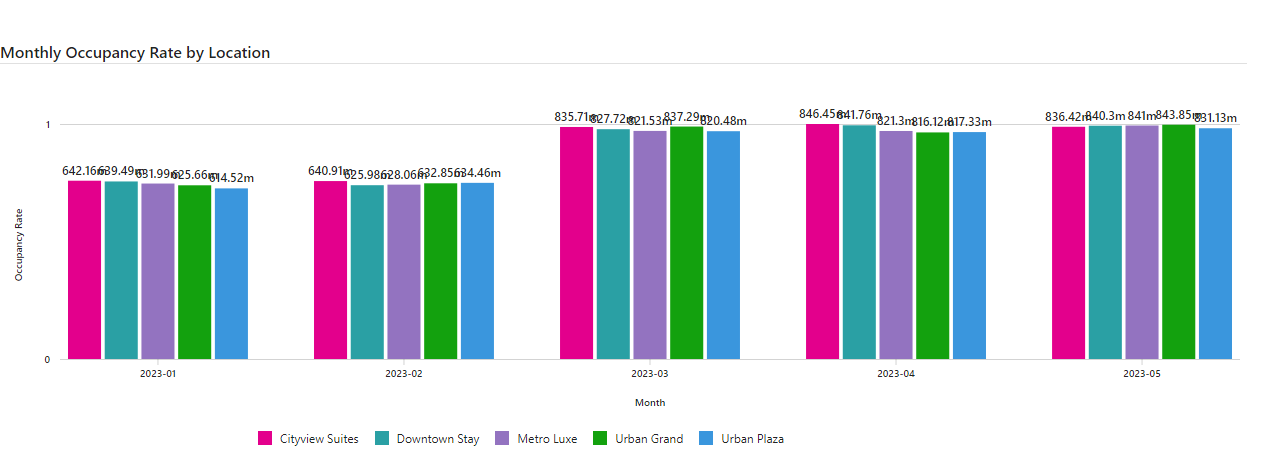 Monthly Occupancy Rate by Location
835.71m 827.72m 821.53m 837.29m 820.48m 846.45m 841.76m 821.3m 816.12m 817.33m 836.42m 840.3m 841m 843.85m 831.13m
1
642.16m 639.49m 631.99m 625.66m 614.52m 640.91m 625.98m 628.06m 632.85m 634.46m
Occupancy Rate
0
2023-01 2023-02 2023-03 2023-04 2023-05
Month
Cityview Suites Downtown Stay Metro Luxe Urban Grand Urban Plaza